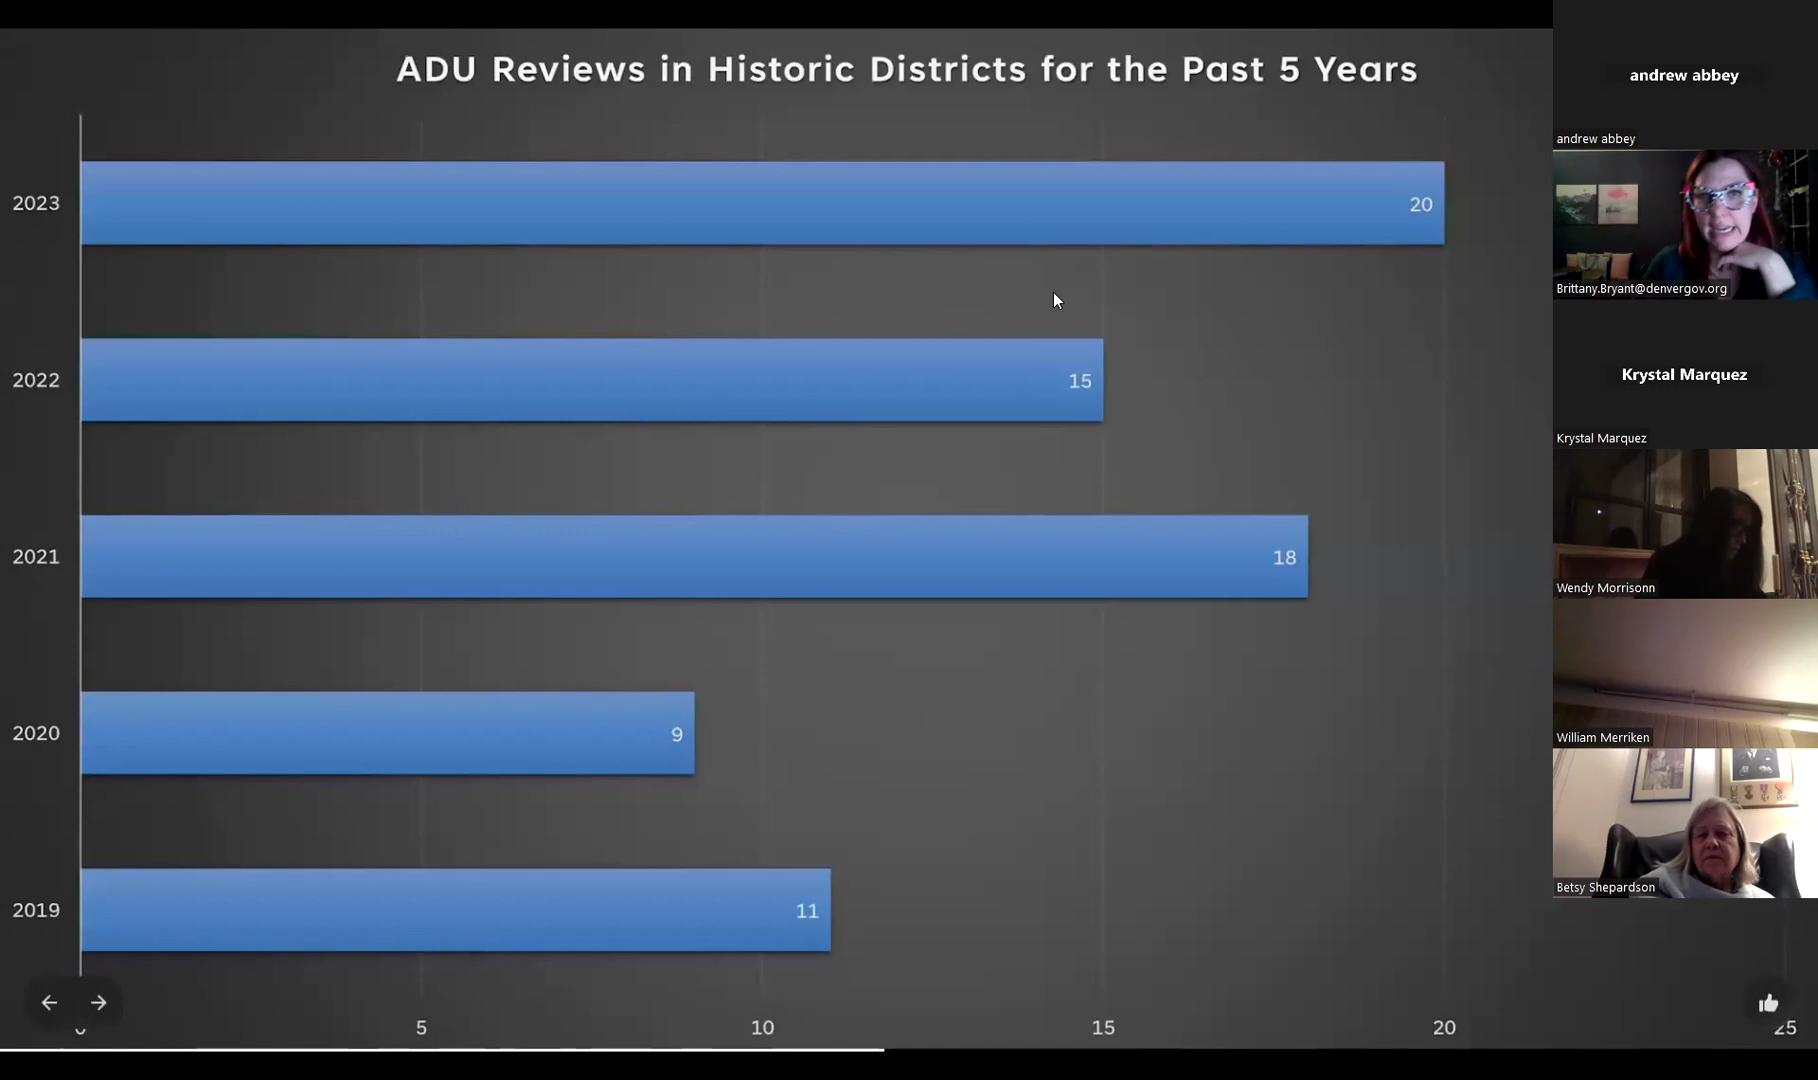 ADU Reviews in Historic Districts for the Past 5 Years
2023
20
2022
15
2021
18
2020
9
2019
11
0
5
10
15
20
25
andrew abbey
andrew abbey
Brittany.Bryant@denvergov.org
Krystal Marquez
Krystal Marquez
Wendy Morrisonn
William Merriken
Betsy Shepardson